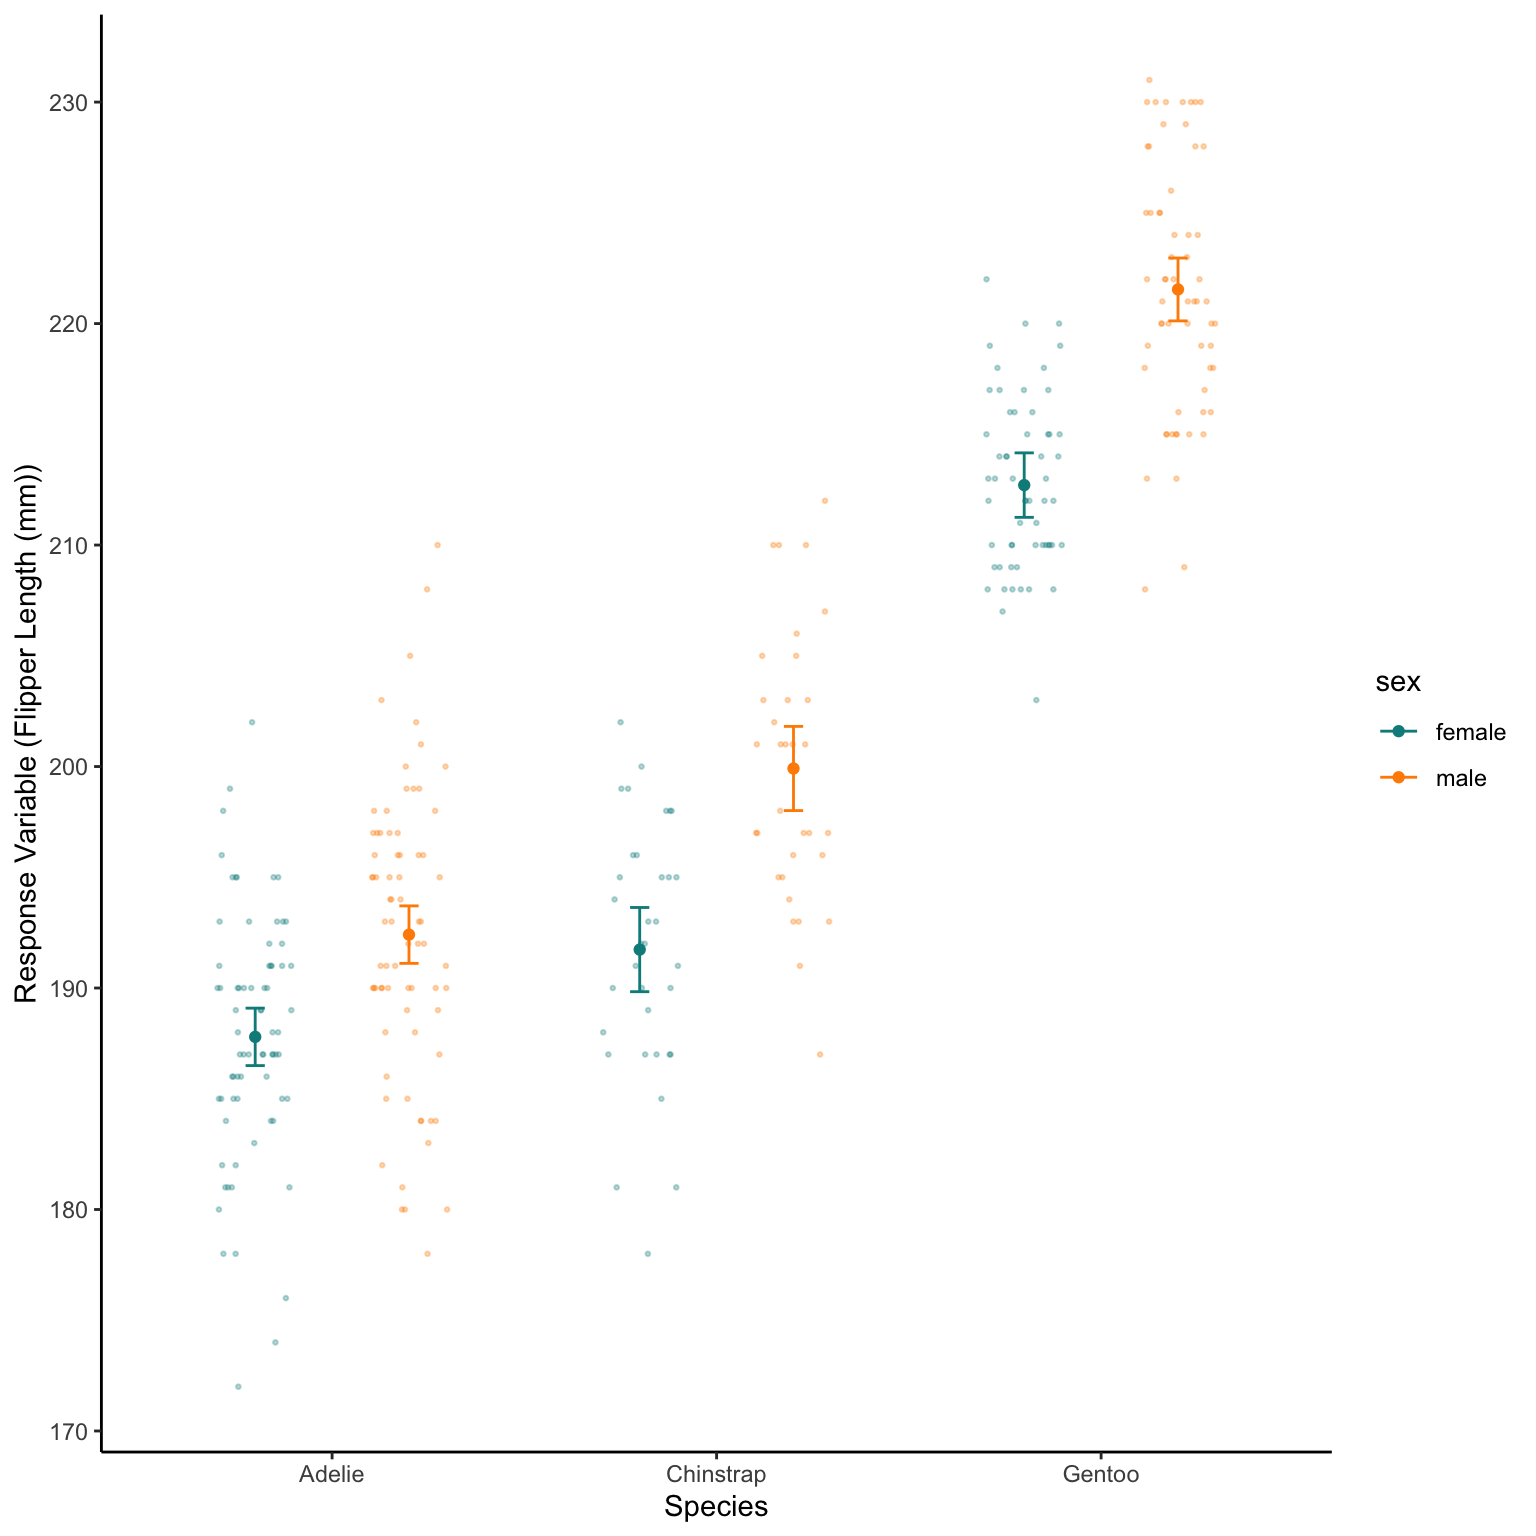 Response Variable (Flipper Length (mm))
230
220
210
200
190
180
170
Adelie
Chinstrap
Gentoo
Species
sex
female
male